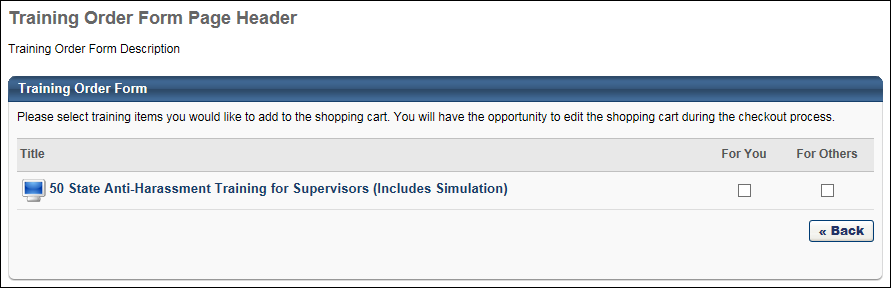 Training Order Form Page Header
Training Order Form Description
Training Order Form
Please select training items you would like to add to the shopping cart. You will have the opportunity to edit the shopping cart during the checkout process.
Title For You For Others
50 State Anti-Harassment Training for Supervisors (Includes Simulation)
« Back